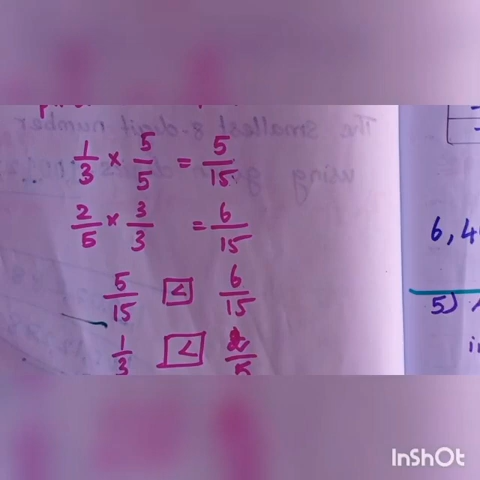 1/3 × 5/5 = 5/15
2/5 × 3/3 = 6/15
5/15 < 6/15
1/3 < 2/5
6,4
5)
The smallest 8-digit number
using
InShOt